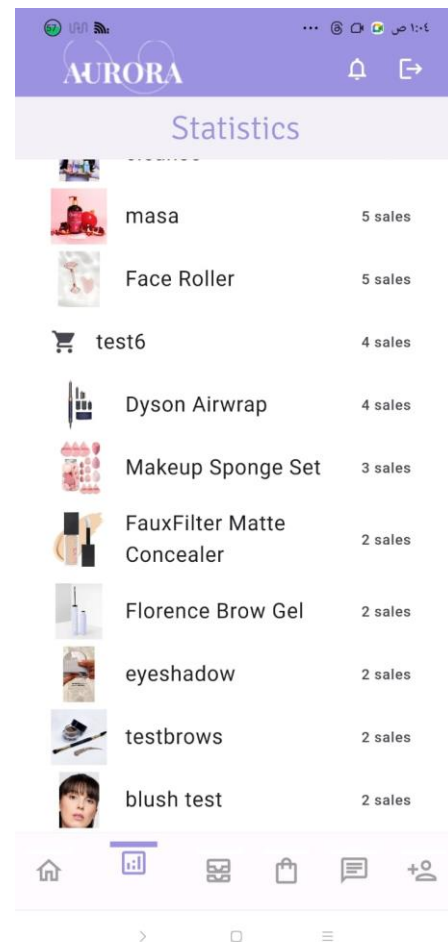 57
١:٠٤ ص
AURORA
Statistics
masa
5 sales
Face Roller
5 sales
test6
4 sales
Dyson Airwrap
4 sales
Makeup Sponge Set
3 sales
FauxFilter Matte
Concealer
2 sales
Florence Brow Gel
2 sales
eyeshadow
2 sales
testbrows
2 sales
blush test
2 sales